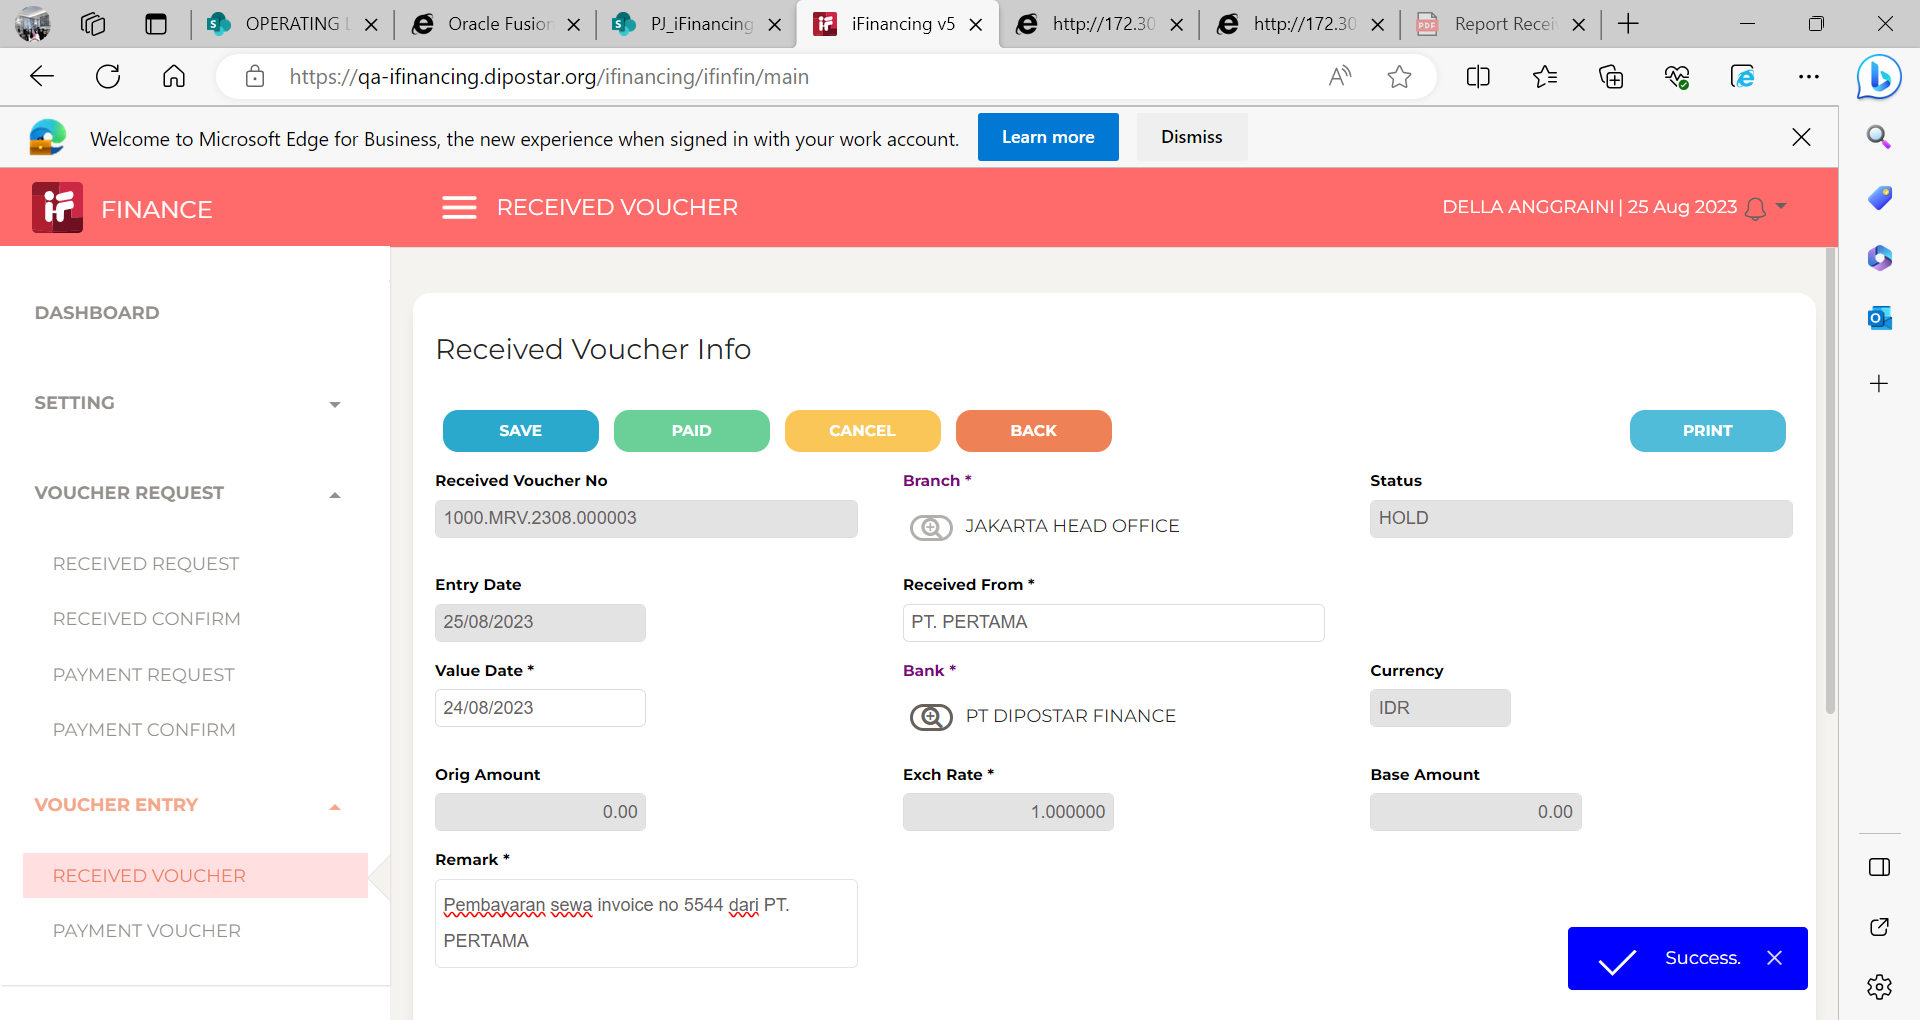 OPERATING L
Oracle Fusion
PJ_iFinancing
iFinancing v5
http://172.30
http://172.30
Report Recei
https://qa-ifinancing.dipostar.org/ifinancing/ifinfin/main
Welcome to Microsoft Edge for Business, the new experience when signed in with your work account.
Learn more
Dismiss
iF
FINANCE
RECEIVED VOUCHER
DELLA ANGGRAINI | 25 Aug 2023
DASHBOARD
SETTING
VOUCHER REQUEST
RECEIVED REQUEST
RECEIVED CONFIRM
PAYMENT REQUEST
PAYMENT CONFIRM
VOUCHER ENTRY
RECEIVED VOUCHER
PAYMENT VOUCHER
Received Voucher Info
SAVE
PAID
CANCEL
BACK
PRINT
Received Voucher No
Branch *
Status
1000.MRV.2308.000003
JAKARTA HEAD OFFICE
HOLD
Entry Date
Received From *
25/08/2023
PT. PERTAMA
Value Date *
Bank *
Currency
24/08/2023
PT DIPOSTAR FINANCE
IDR
Orig Amount
Exch Rate *
Base Amount
0.00
1.000000
0.00
Remark *
Pembayaran sewa invoice no 5544 dari PT.
PERTAMA
Success.